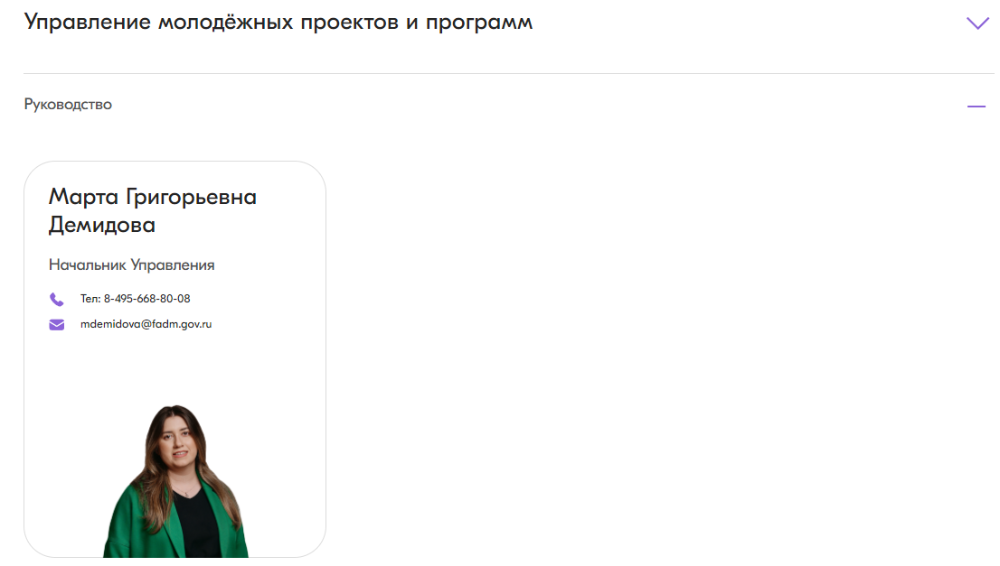 Управление молодёжных проектов и программ
Руководство
Марта Григорьевна
Демидова
Начальник Управления
Тел: 8-495-668-80-08
mdemidova@fadm.gov.ru